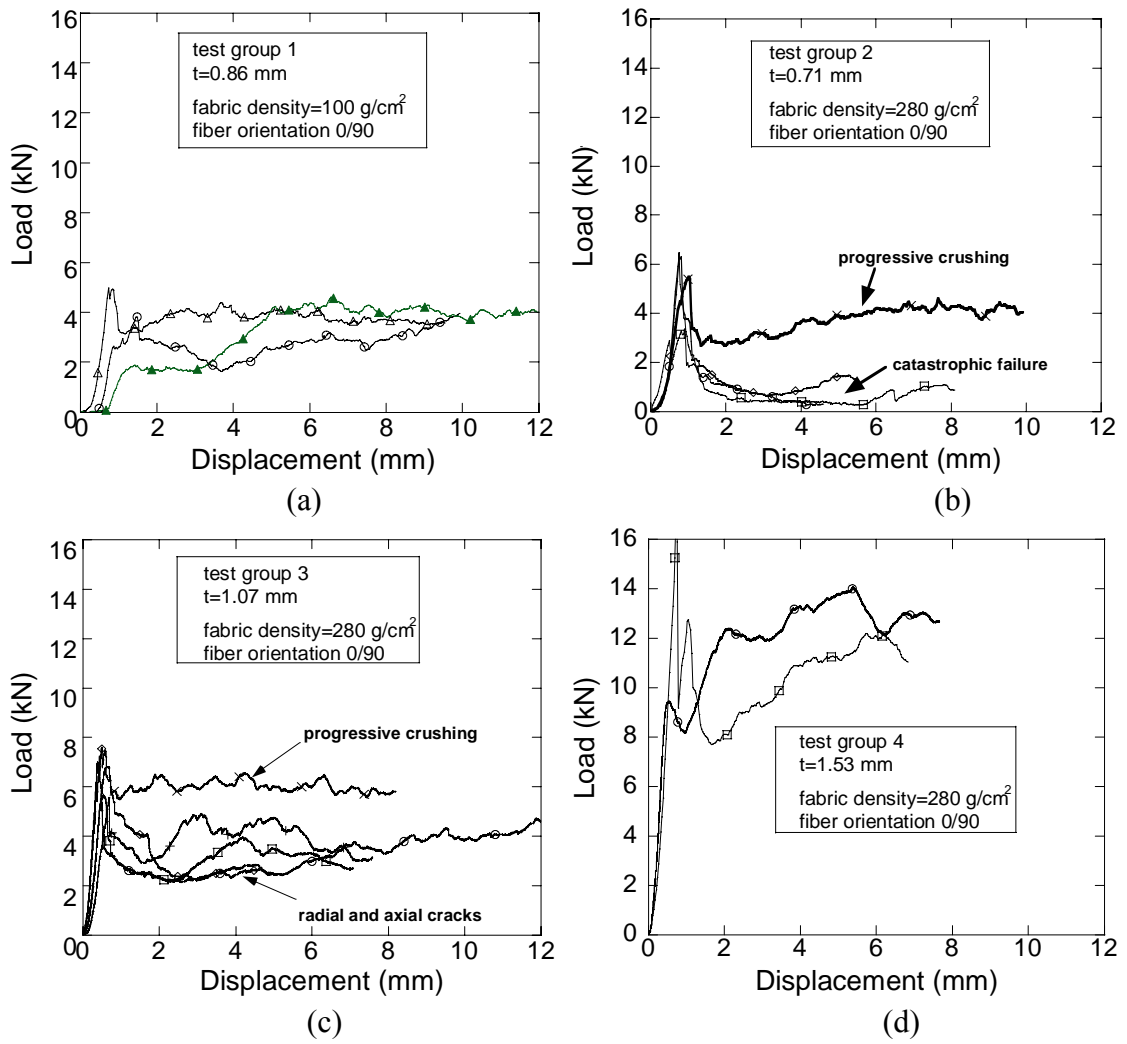 16
14
12
10
8
6
4
2
0
Load (kN)
test group 1
t=0.86 mm
fabric density=100 g/cm²
fiber orientation 0/90
0 2 4 6 8 10 12
Displacement (mm)
(a)
16
14
12
10
8
6
4
2
0
Load (kN)
test group 2
t=0.71 mm
fabric density=280 g/cm²
fiber orientation 0/90
progressive crushing
catastrophic failure
0 2 4 6 8 10 12
Displacement (mm)
(b)
16
14
12
10
8
6
4
2
0
Load (kN)
test group 3
t=1.07 mm
fabric density=280 g/cm²
fiber orientation 0/90
progressive crushing
radial and axial cracks
0 2 4 6 8 10 12
Displacement (mm)
(c)
16
14
12
10
8
6
4
2
0
Load (kN)
test group 4
t=1.53 mm
fabric density=280 g/cm²
fiber orientation 0/90
0 2 4 6 8 10 12
Displacement (mm)
(d)